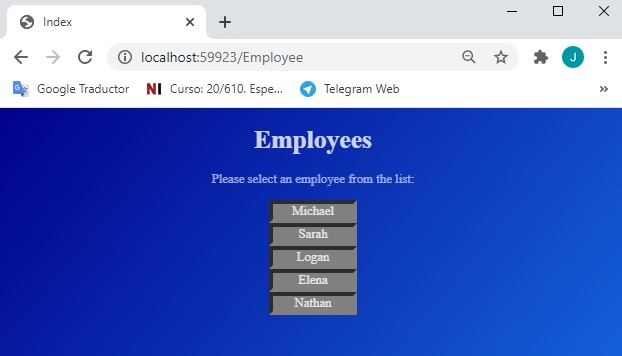 Index
localhost:59923/Employee
J
Google Traductor
NI Curso: 20/610. Espe...
Telegram Web
»
Employees
Please select an employee from the list:
Michael
Sarah
Logan
Elena
Nathan